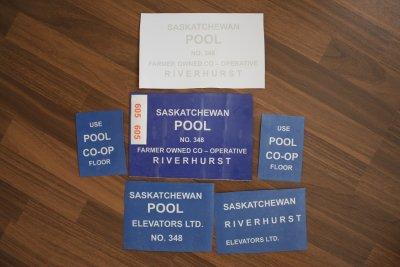 SASKATCHEWAN
POOL
NO. 348
FARMER OWNED CO – OPERATIVE
RIVERHURST
605 605
SASKATCHEWAN
POOL
NO. 348
FARMER OWNED CO – OPERATIVE
RIVERHURST
USE
POOL
CO-OP
FLOOR
USE
POOL
CO-OP
FLOOR
SASKATCHEWAN
POOL
ELEVATORS LTD.
NO. 348
SASKATCHEWAN
RIVERHURST
ELEVATORS LTD.